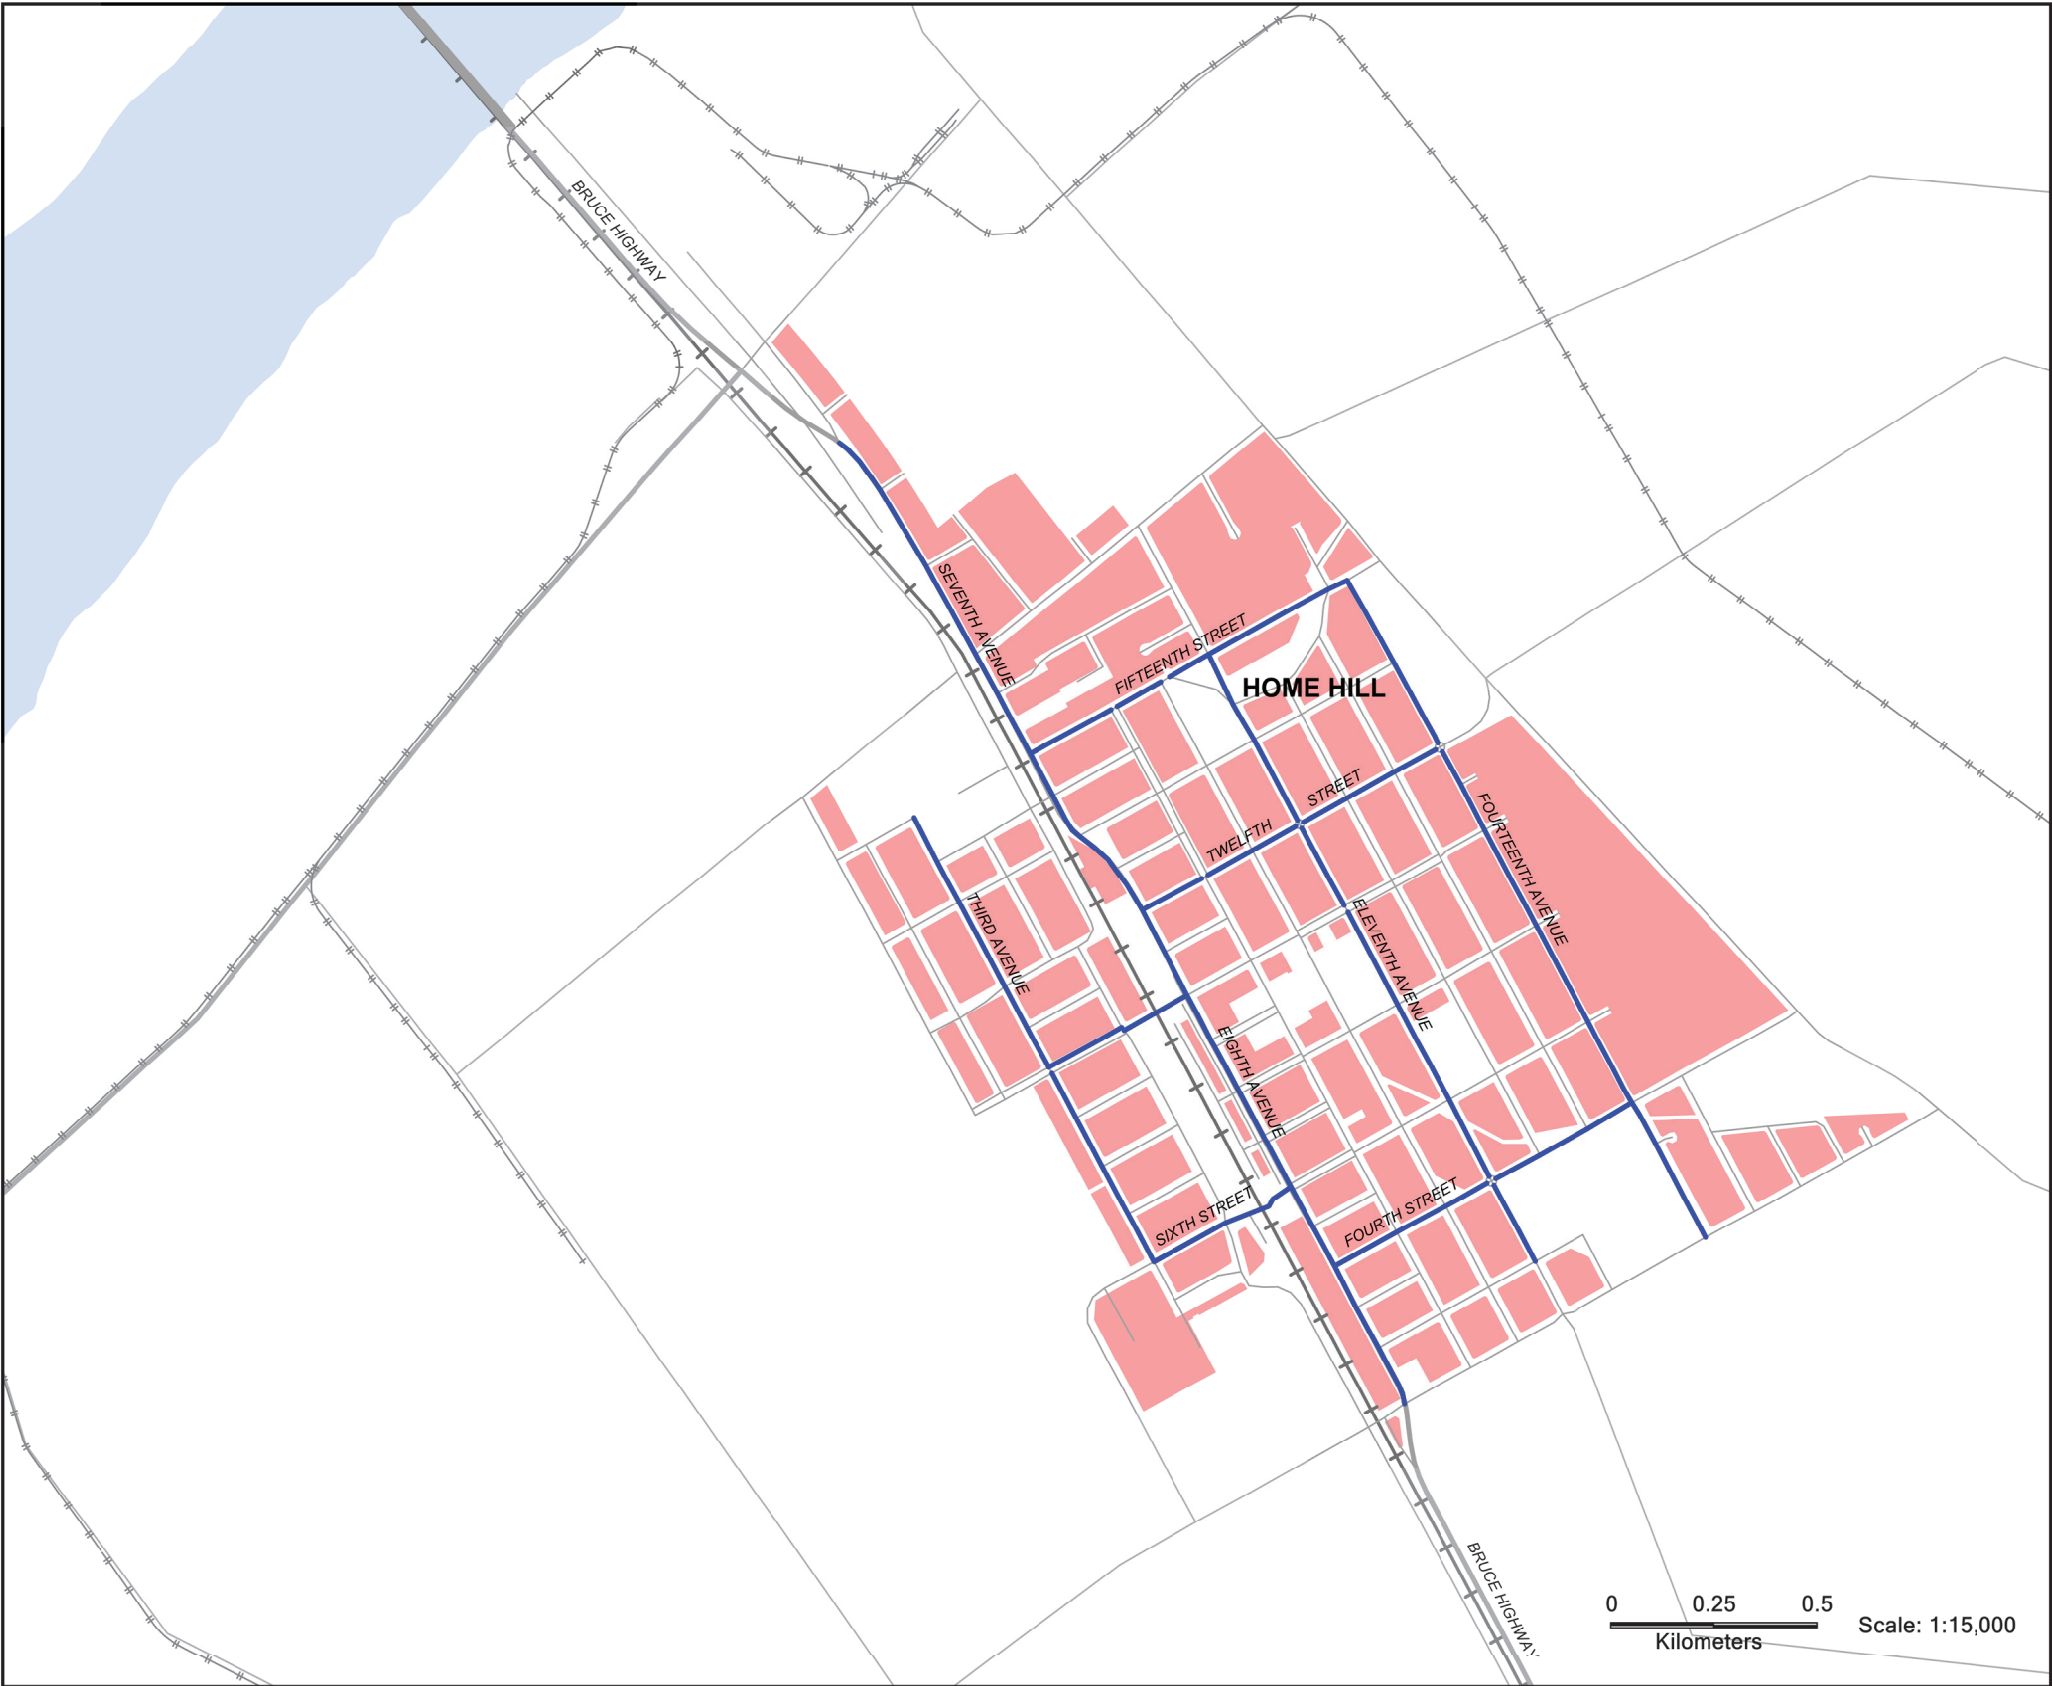 BRUCE HIGHWAY
SEVENTH AVENUE
FIFTEENTH STREET
HOME HILL
STREET
TWELFTH
FOURTEENTH AVENUE
THIRD AVENUE
ELEVENTH AVENUE
EIGHTH AVENUE
SIXTH STREET
FOURTH STREET
BRUCE HIGHWAY
0 0.25 0.5
Kilometers
Scale: 1:15,000